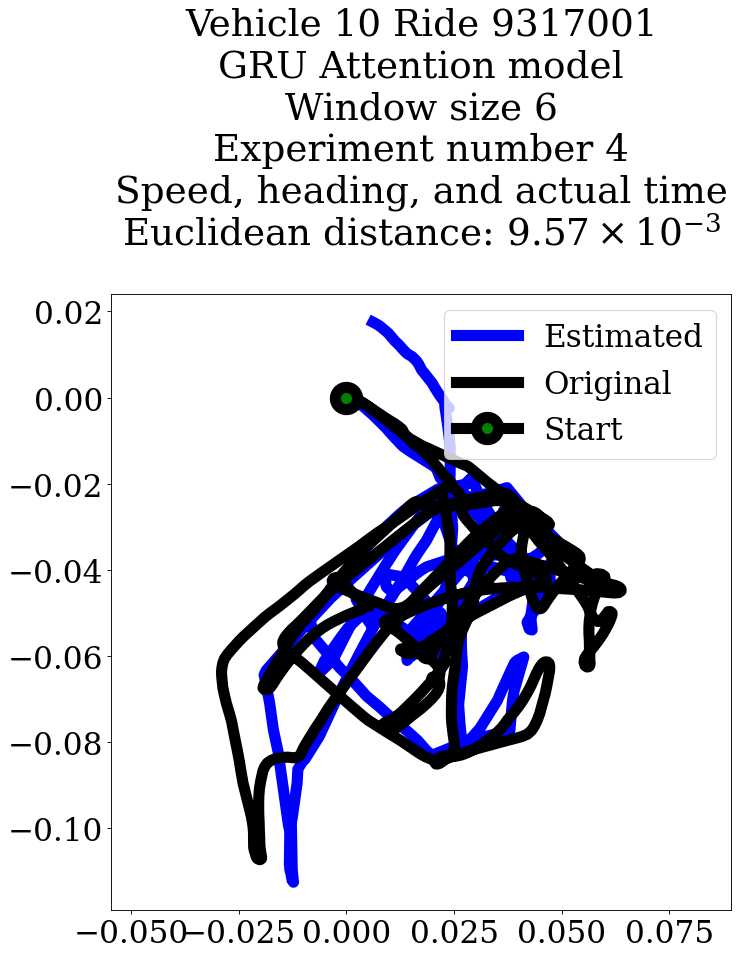 Vehicle 10 Ride 9317001
GRU Attention model
Window size 6
Experiment number 4
Speed, heading, and actual time
Euclidean distance: 9.57 × 10⁻³
0.02
0.00
−0.02
−0.04
−0.06
−0.08
−0.10
Estimated
Original
Start
−0.050
−0.025
0.000
0.025
0.050
0.075